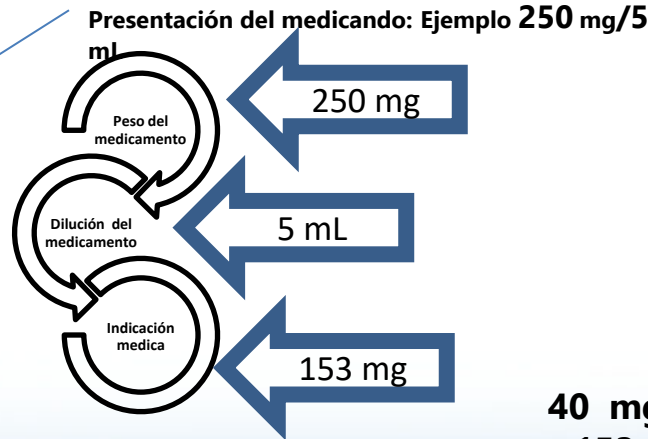 Presentación del medicando: Ejemplo 250 mg/5
ml
Peso del
medicamento
250 mg
Dilución del
medicamento
5 mL
Indicación
medica
153 mg
40 mg